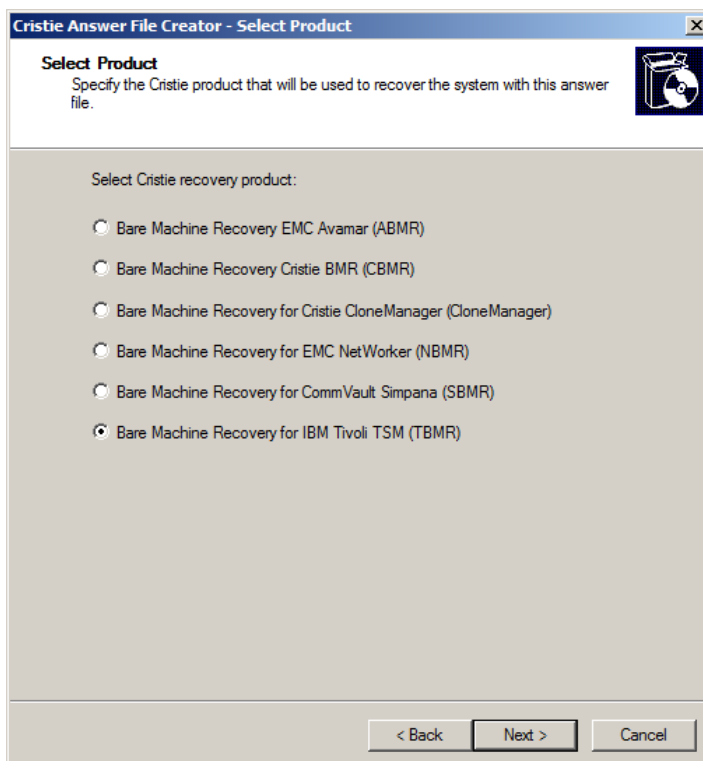 Cristie Answer File Creator - Select Product
Select Product
Specify the Cristie product that will be used to recover the system with this answer
file.
Select Cristie recovery product:
Bare Machine Recovery EMC Avamar (ABMR)
Bare Machine Recovery Cristie BMR (CBMR)
Bare Machine Recovery for Cristie CloneManager (CloneManager)
Bare Machine Recovery for EMC NetWorker (NBMR)
Bare Machine Recovery for CommVault Simpana (SBMR)
Bare Machine Recovery for IBM Tivoli TSM (TBMR)
< Back Next > Cancel